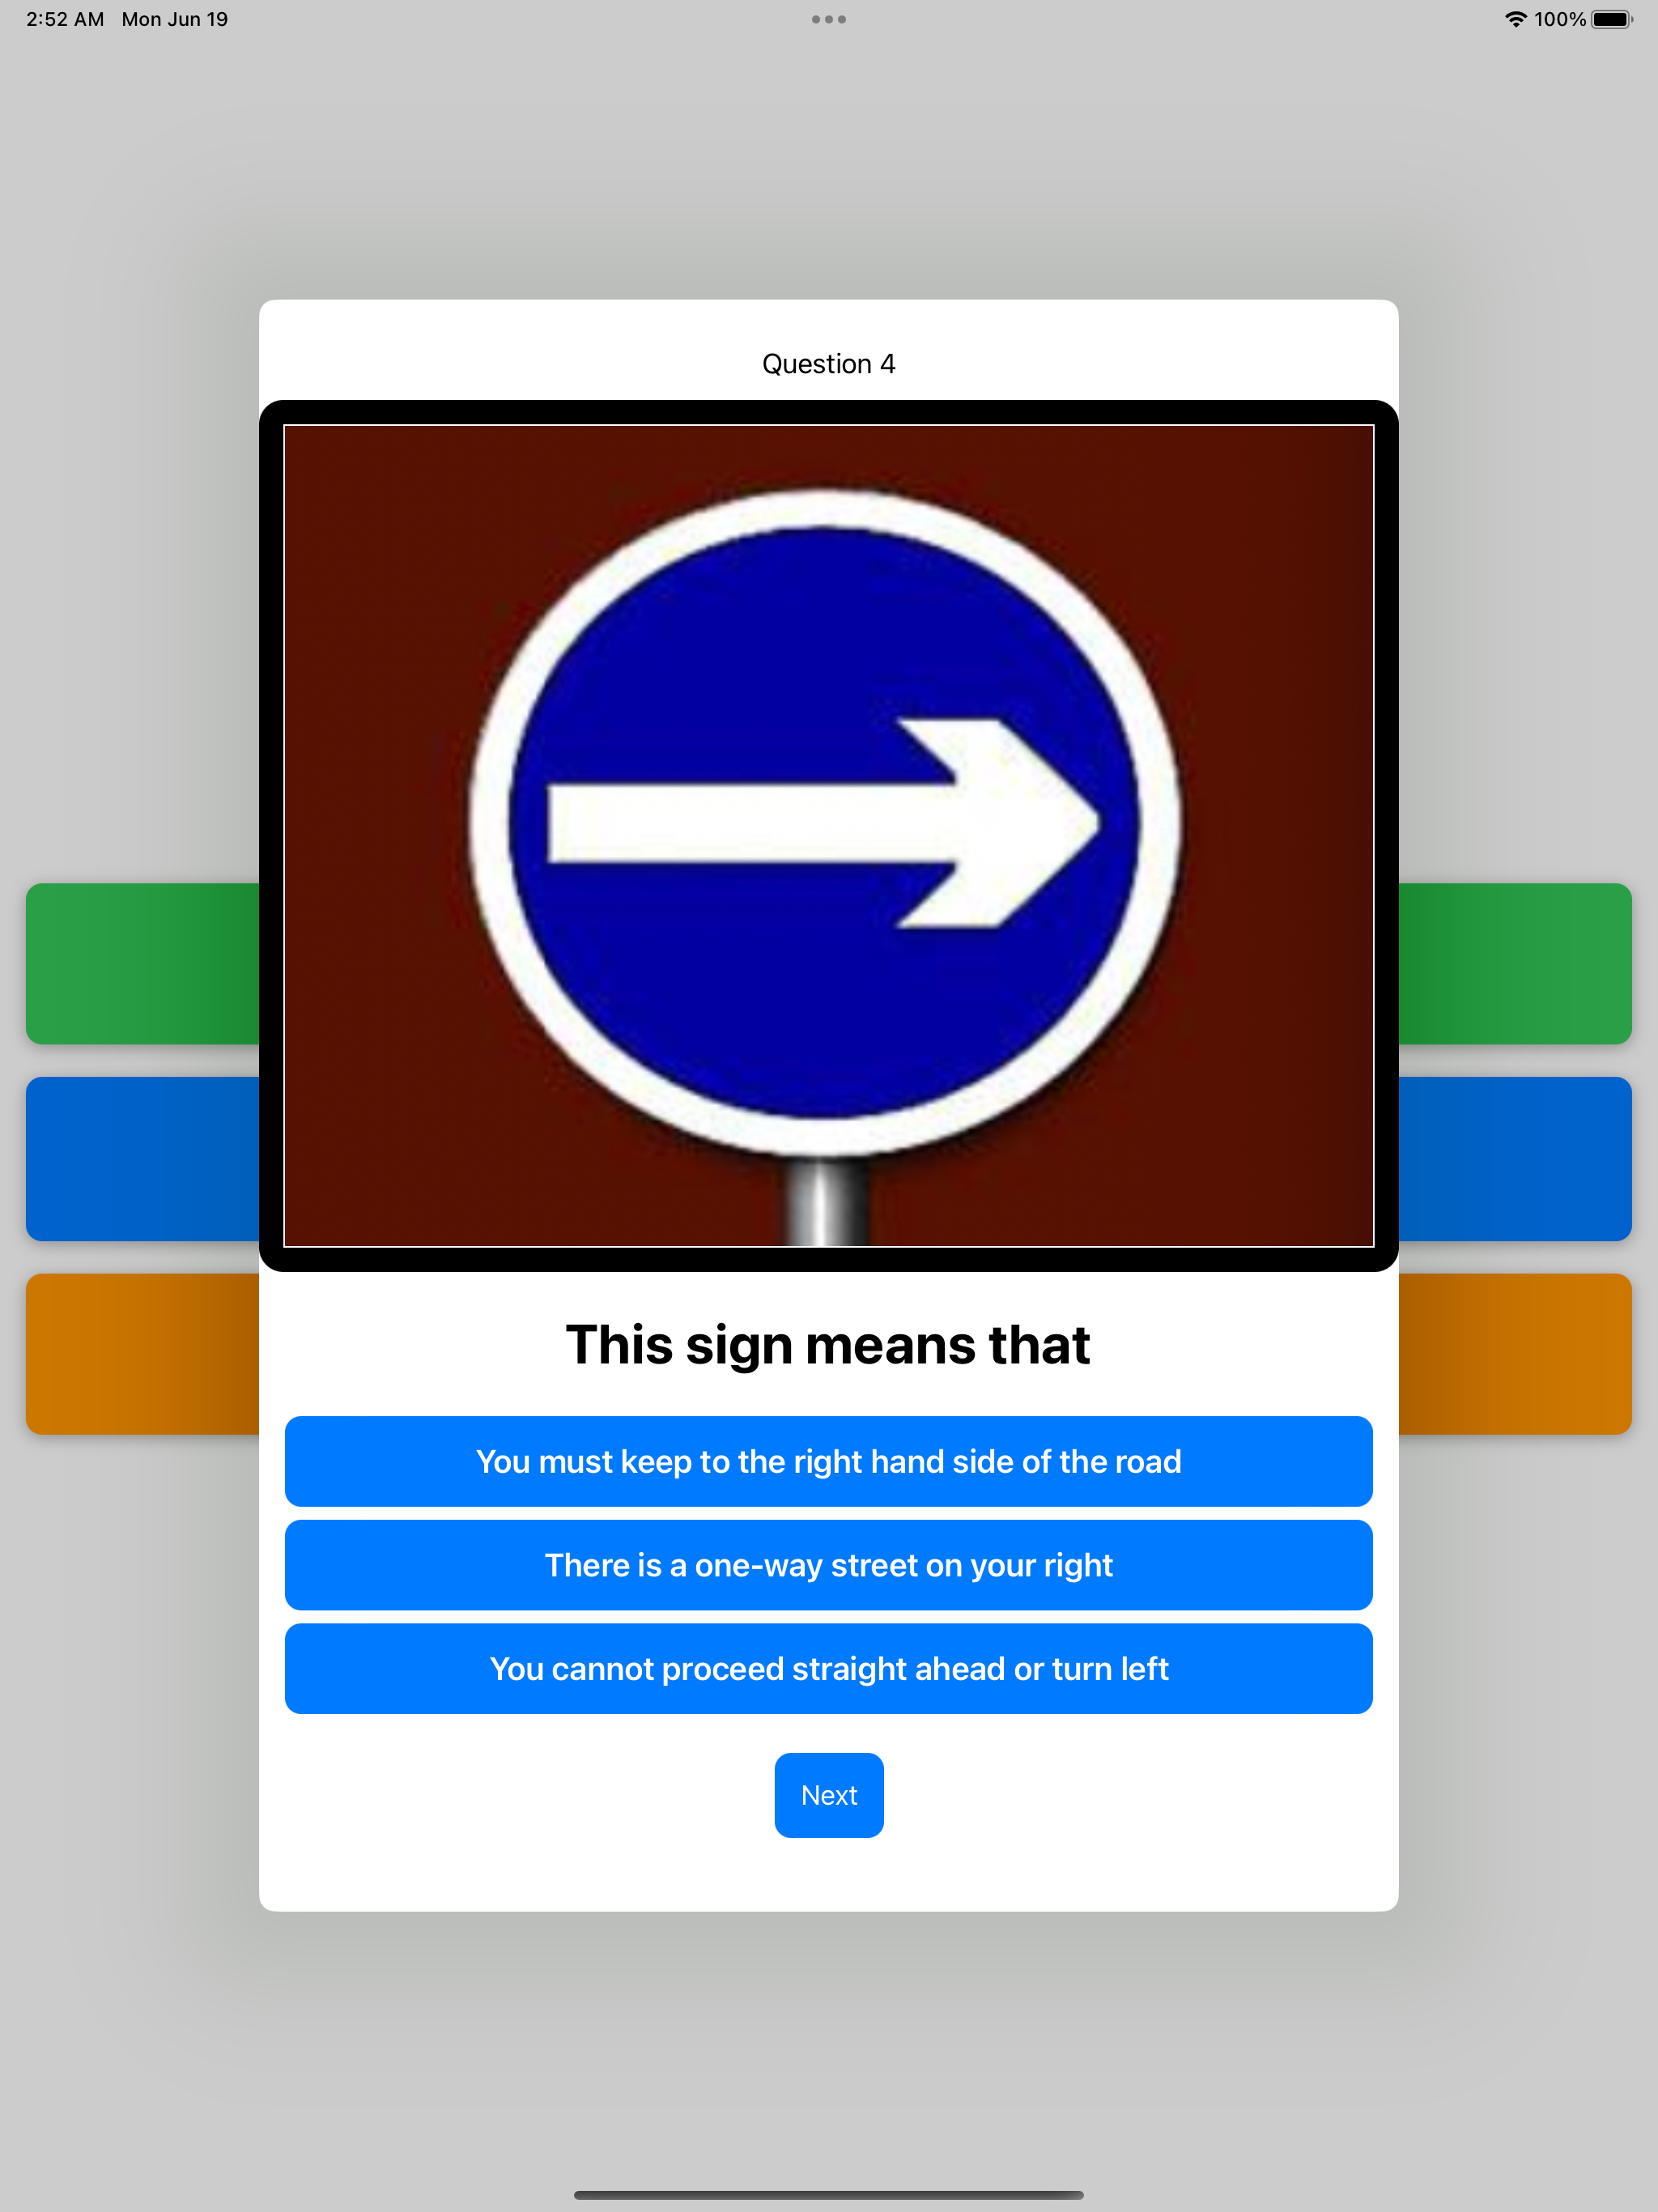 2:52 AM Mon Jun 19
100%
Question 4
This sign means that
You must keep to the right hand side of the road
There is a one-way street on your right
You cannot proceed straight ahead or turn left
Next